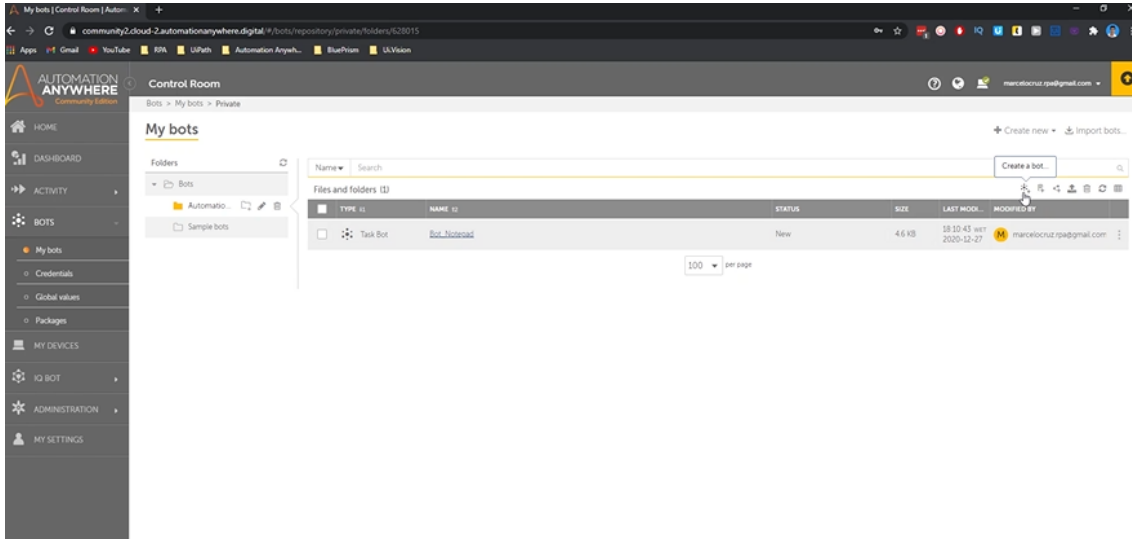 My bots | Control Room | Autom
community2.cloud-2.automationanywhere.digital/#/bots/repository/private/folders/628015
Apps Gmail YouTube RPA UiPath Automation Anywh... BluePrism Ui.Vision
AUTOMATION ANYWHERE
Community Edition
Control Room
marcelocruz.rpa@gmail.com
Bots > My bots > Private
HOME
DASHBOARD
ACTIVITY
BOTS
My bots
Credentials
Global values
Packages
MY DEVICES
IQ BOT
ADMINISTRATION
MY SETTINGS
My bots
Create new Import bots...
Folders
Bots
Automatio...
Sample bots
Name Search
Create a bot...
Files and folders (1)
TYPE NAME STATUS SIZE LAST MODI... MODIFIED BY
Task Bot Bot_Notepad New 4.6 KB 18:10:43 WET 2020-12-27 M marcelocruz.rpa@gmail.com
100 per page